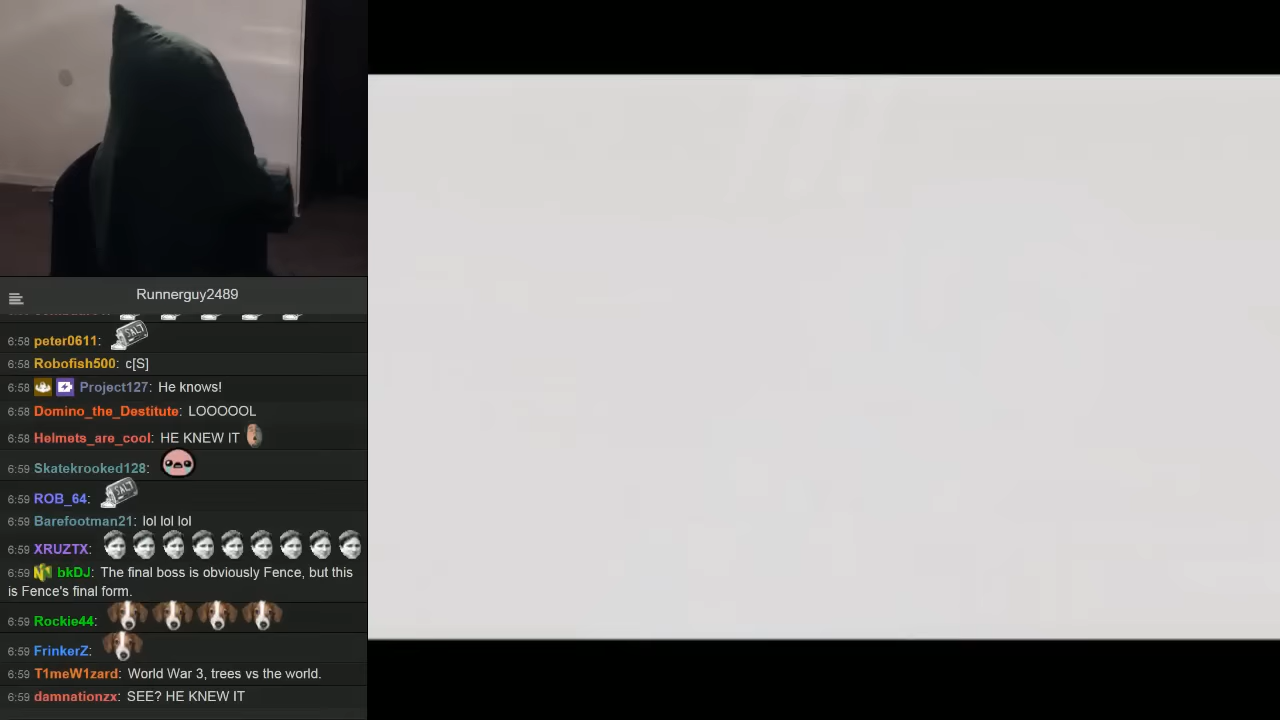 Runnerguy2489
6:58 peter0611:
6:58 Robofish500: c[S]
6:58 Project127: He knows!
6:58 Domino_the_Destitute: LOOOOOL
6:58 Helmets_are_cool: HE KNEW IT
6:59 Skatekrooked128:
6:59 ROB_64:
6:59 Barefootman21: lol lol lol
6:59 XRUZTX:
6:59 bkDJ: The final boss is obviously Fence, but this
is Fence's final form.
6:59 Rockie44:
6:59 FrinkerZ:
6:59 T1meW1zard: World War 3, trees vs the world.
6:59 damnationzx: SEE? HE KNEW IT